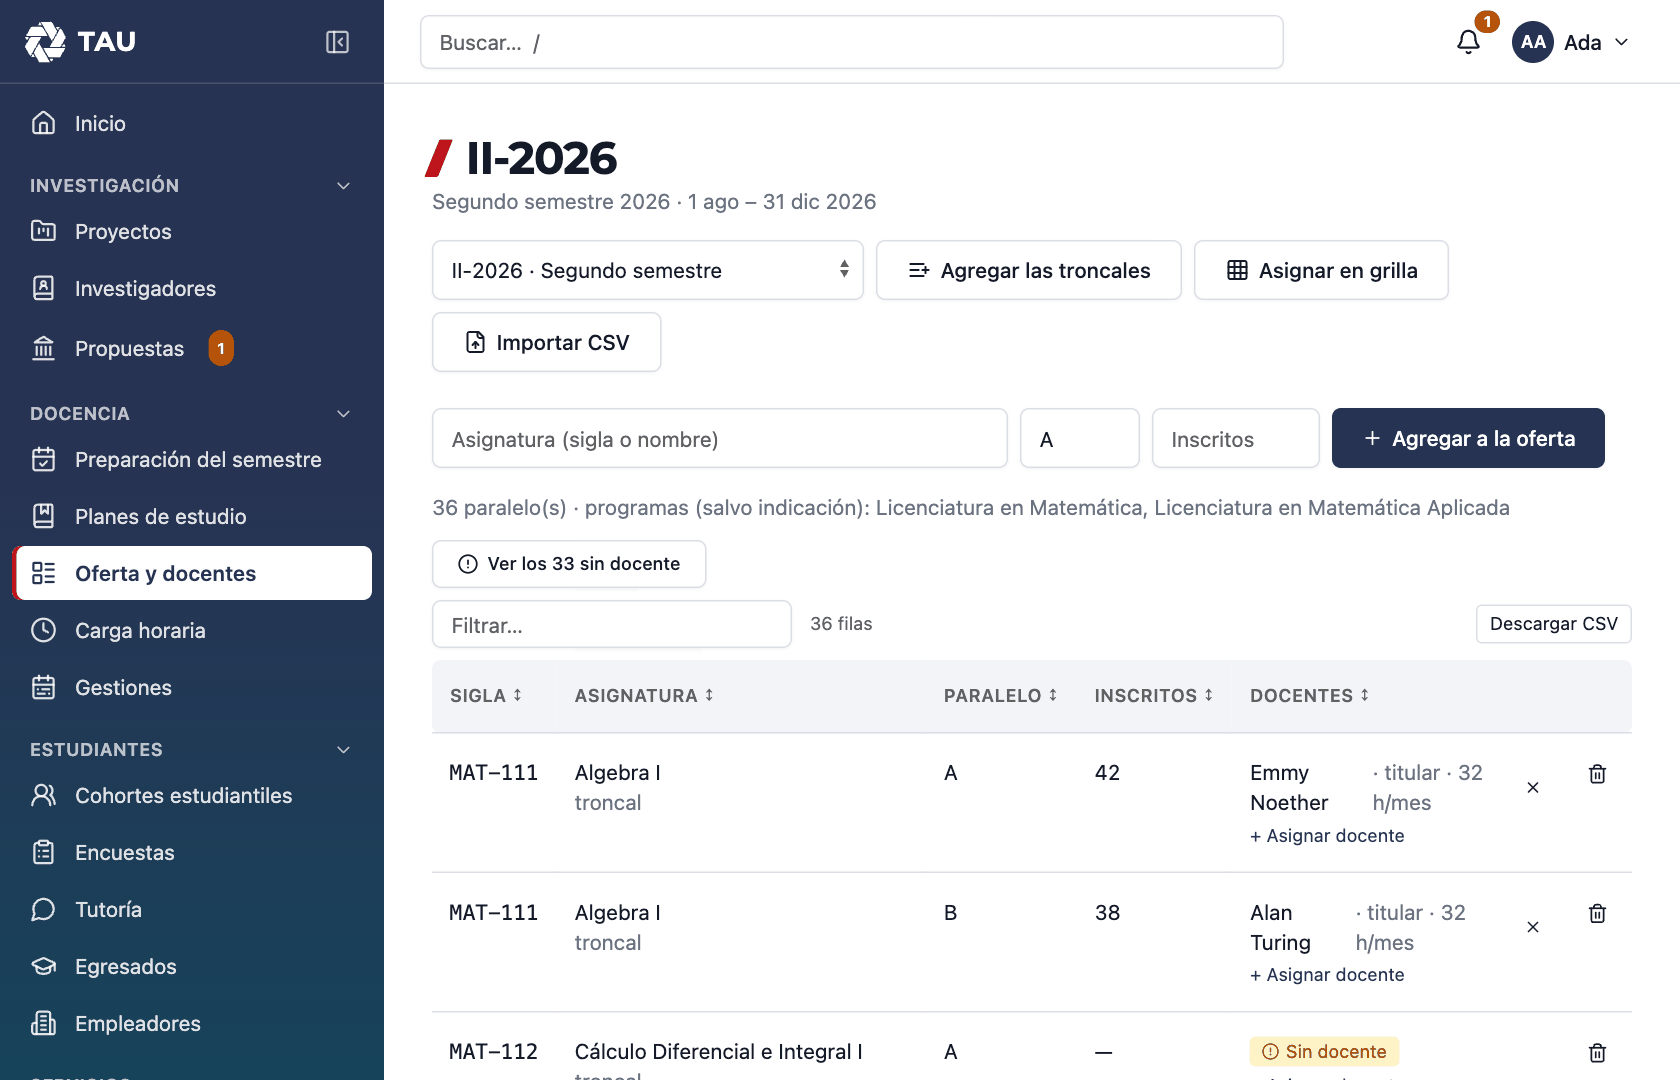 TAU
Buscar... /
1
AA Ada
Inicio
INVESTIGACIÓN
Proyectos
Investigadores
Propuestas 1
DOCENCIA
Preparación del semestre
Planes de estudio
Oferta y docentes
Carga horaria
Gestiones
ESTUDIANTES
Cohortes estudiantiles
Encuestas
Tutoría
Egresados
Empleadores
II-2026
Segundo semestre 2026 · 1 ago – 31 dic 2026
II-2026 · Segundo semestre
Agregar las troncales
Asignar en grilla
Importar CSV
Asignatura (sigla o nombre)
A
Inscritos
+ Agregar a la oferta
36 paralelo(s) · programas (salvo indicación): Licenciatura en Matemática, Licenciatura en Matemática Aplicada
Ver los 33 sin docente
Filtrar...
36 filas
Descargar CSV
SIGLA ↕ ASIGNATURA ↕ PARALELO ↕ INSCRITOS ↕ DOCENTES ↕
MAT-111 Algebra I A 42 Emmy · titular · 32
troncal Noether h/mes
+ Asignar docente
MAT-111 Algebra I B 38 Alan · titular · 32
troncal Turing h/mes
+ Asignar docente
MAT-112 Cálculo Diferencial e Integral I A — Sin docente